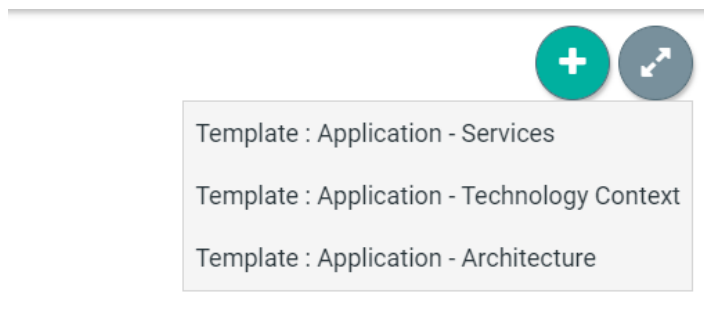 Template : Application - Services
Template : Application - Technology Context
Template : Application - Architecture